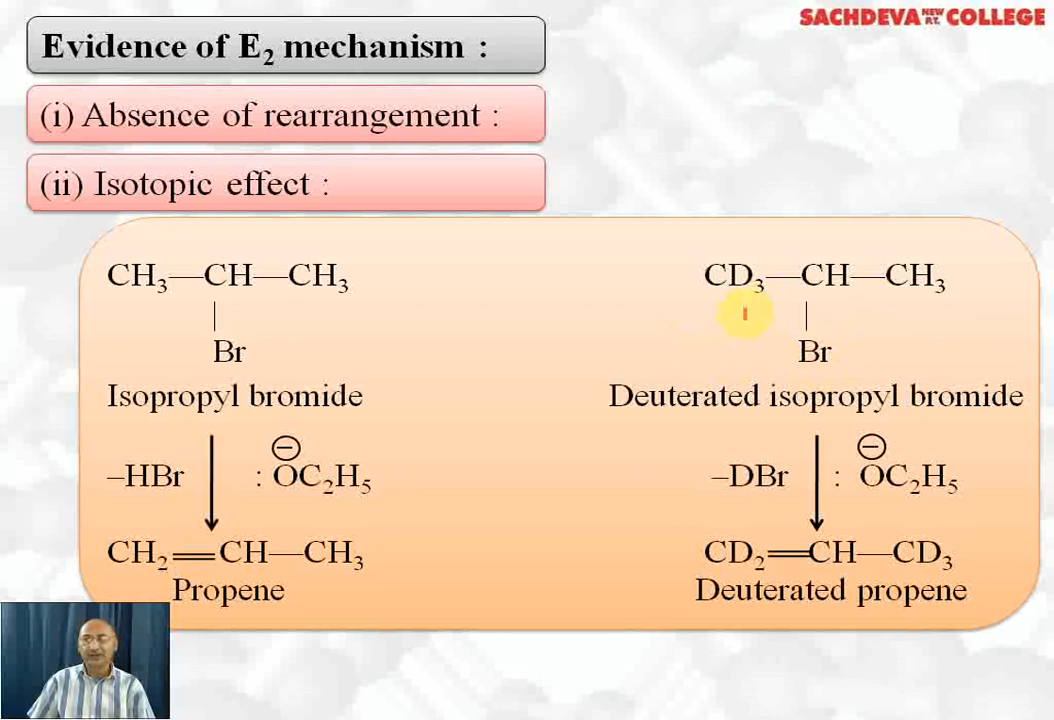 SACHDEVA NEW PT. COLLEGE
Evidence of E₂ mechanism :
(i) Absence of rearrangement :
(ii) Isotopic effect :
CH₃—CH—CH₃
|
Br
Isopropyl bromide
–HBr : ⊖OC₂H₅
CH₂═CH—CH₃
Propene
CD₃—CH—CH₃
|
Br
Deuterated isopropyl bromide
–DBr : ⊖OC₂H₅
CD₂═CH—CD₃
Deuterated propene